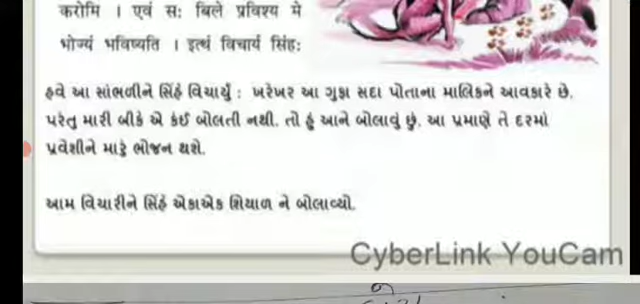 करोमि । एवं सः बिले प्रविश्य मे
भोज्यं भविष्यति । इत्थं विचार्य सिंहः
હવે આ સાંભળીને સિંહે વિચાર્યું : ખરેખર આ ગુફા સદા પોતાના માલિકને આવકારે છે.
પરંતુ મારી બીકે એ કંઈ બોલતી નથી. તો હું આને બોલાવું છું. આ પ્રમાણે તે દરમાં
પ્રવેશીને મારું ભોજન થશે.
આમ વિચારીને સિંહે એકાએક શિયાળ ને બોલાવ્યો.
CyberLink YouCam